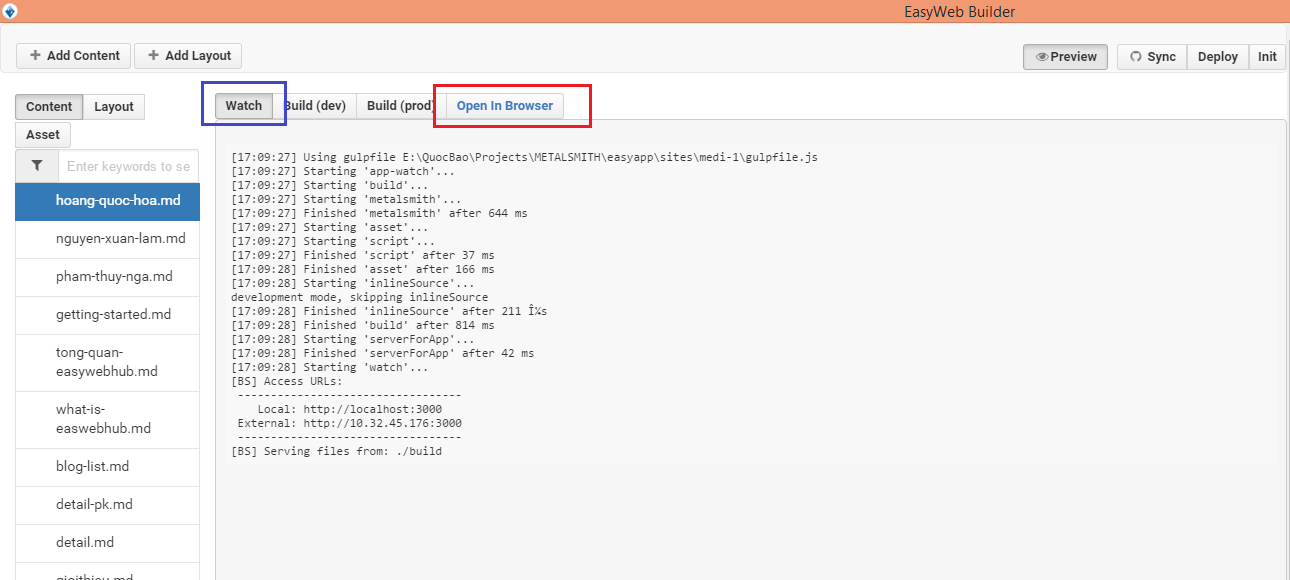 EasyWeb Builder
Add Content
Add Layout
Preview
Sync
Deploy
Init
Content
Layout
Asset
Enter keywords to se
hoang-quoc-hoa.md
nguyen-xuan-lam.md
pham-thuy-nga.md
getting-started.md
tong-quan-
easywebhub.md
what-is-
easwebhub.md
blog-list.md
detail-pk.md
detail.md
gioithieu.md
Watch
Build (dev)
Build (prod)
Open In Browser
[17:09:27] Using gulpfile E:\QuocBao\Projects\METALSMITH\easyapp\sites\medi-1\gulpfile.js
[17:09:27] Starting 'app-watch'...
[17:09:27] Starting 'build'...
[17:09:27] Starting 'metalsmith'...
[17:09:27] Finished 'metalsmith' after 644 ms
[17:09:27] Starting 'asset'...
[17:09:27] Starting 'script'...
[17:09:27] Finished 'script' after 37 ms
[17:09:28] Finished 'asset' after 166 ms
[17:09:28] Starting 'inlineSource'...
development mode, skipping inlineSource
[17:09:28] Finished 'inlineSource' after 211 Î¼s
[17:09:28] Finished 'build' after 814 ms
[17:09:28] Starting 'serverForApp'...
[17:09:28] Finished 'serverForApp' after 42 ms
[17:09:28] Starting 'watch'...
[BS] Access URLs:
----------------------------------
Local: http://localhost:3000
External: http://10.32.45.176:3000
----------------------------------
[BS] Serving files from: ./build